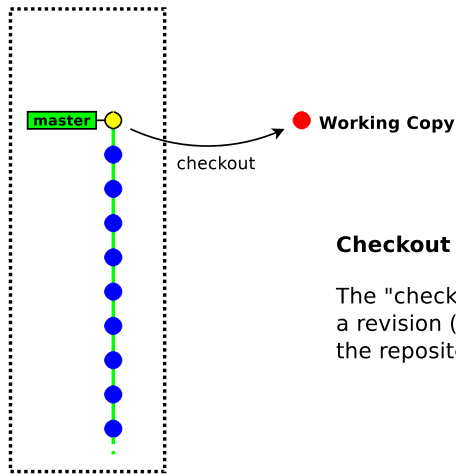 master
Working Copy
checkout
Checkout
The "check
a revision (
the reposit